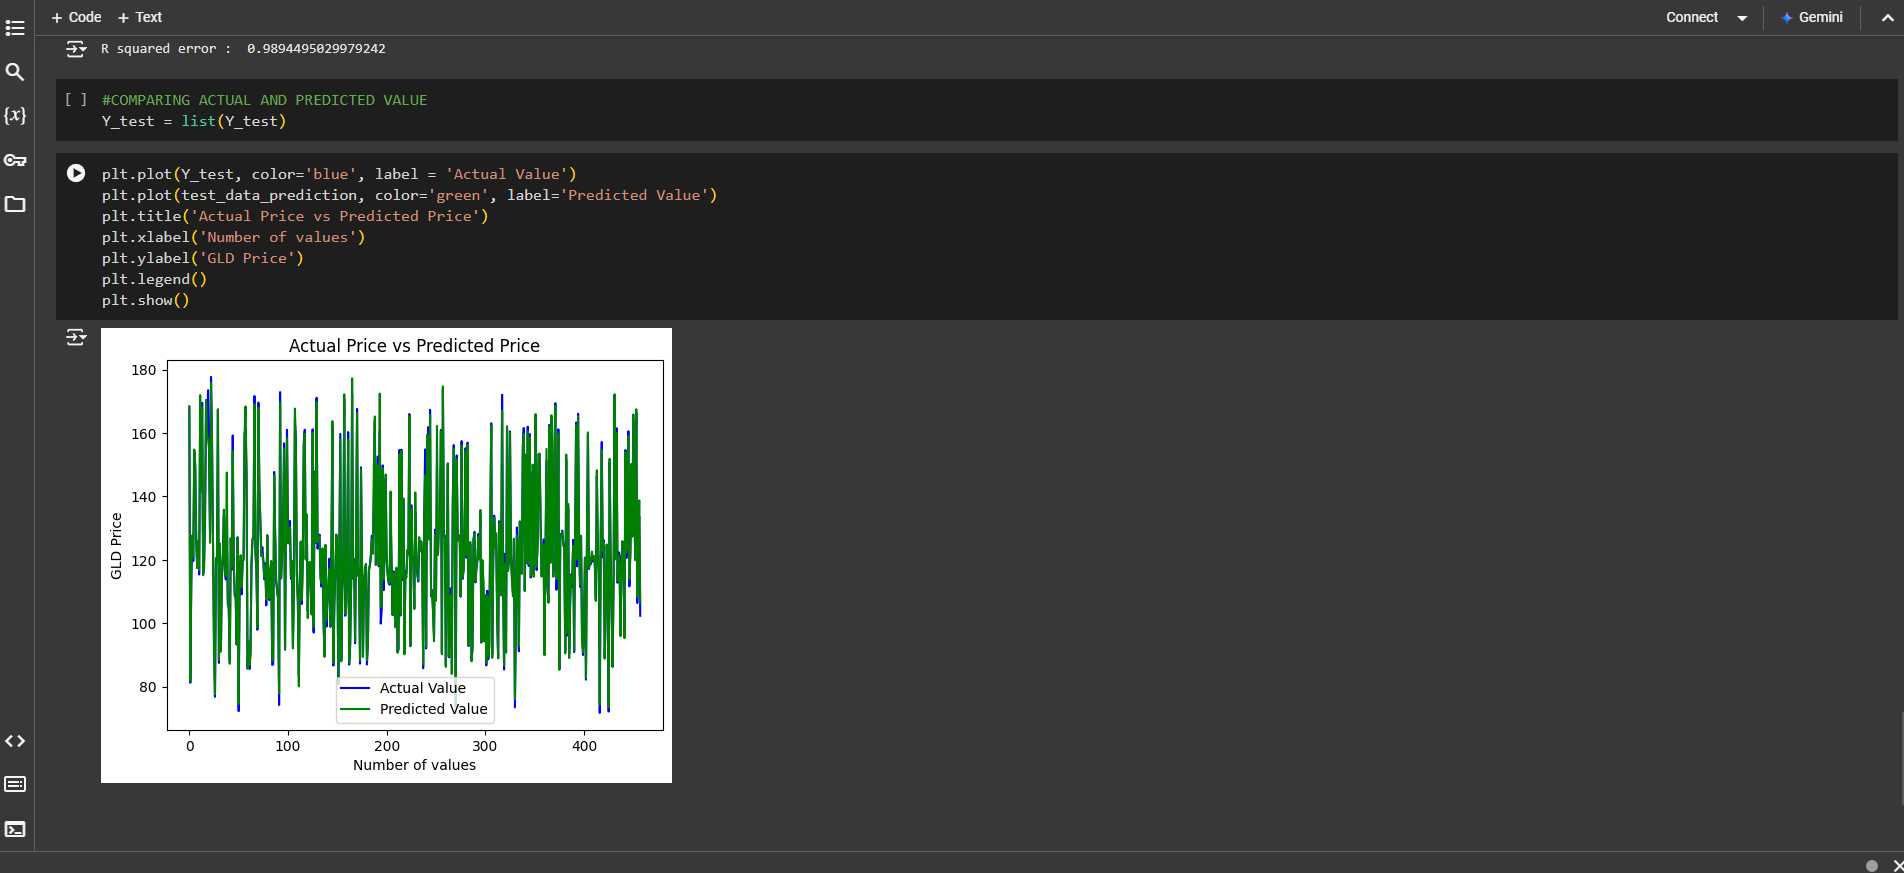 + Code + Text
Connect
Gemini
R squared error :  0.9894495029979242
[ ] #COMPARING ACTUAL AND PREDICTED VALUE
Y_test = list(Y_test)
plt.plot(Y_test, color='blue', label = 'Actual Value')
plt.plot(test_data_prediction, color='green', label='Predicted Value')
plt.title('Actual Price vs Predicted Price')
plt.xlabel('Number of values')
plt.ylabel('GLD Price')
plt.legend()
plt.show()
{x}
Actual Price vs Predicted Price
180
160
140
120
100
80
GLD Price
Actual Value
Predicted Value
0 100 200 300 400
Number of values